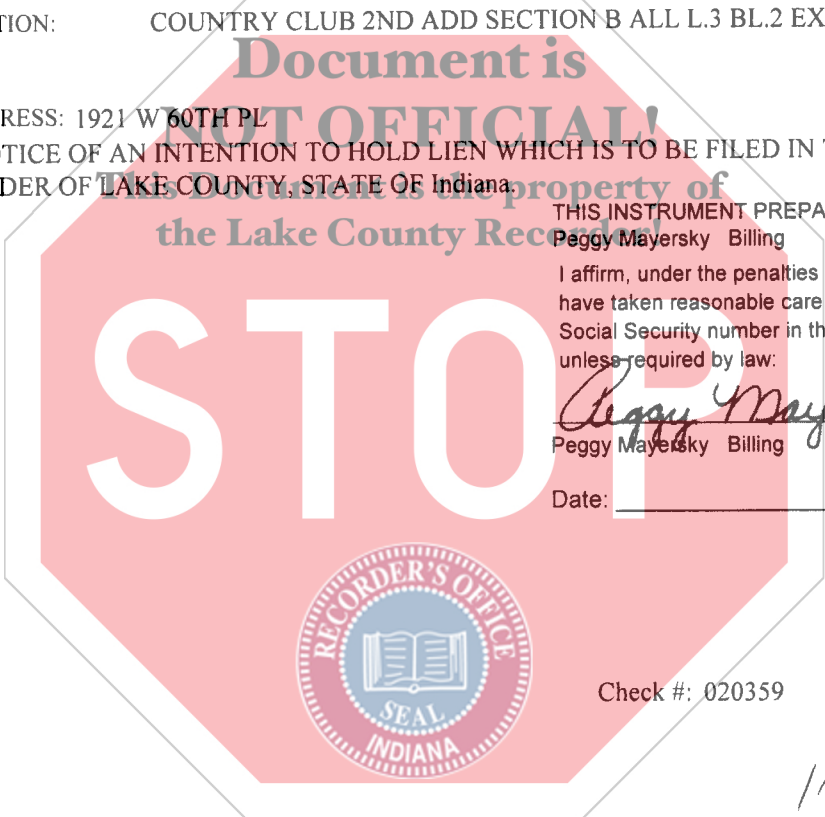 TION: COUNTRY CLUB 2ND ADD SECTION B ALL L.3 BL.2 EX
Document is
RESS: 1921 W 60TH PL
NOT OFFICIAL!
TICE OF AN INTENTION TO HOLD LIEN WHICH IS TO BE FILED IN
DER OF LAKE COUNTY, STATE OF Indiana.
This Document is the property of
the Lake County Recorder!
THIS INSTRUMENT PREPA
Peggy Mayersky Billing
I affirm, under the penalties
have taken reasonable care
Social Security number in th
unless required by law:
Peggy May
Peggy Mayersky Billing
Date:
STOP
RECORDER'S OFFICE
SEAL
INDIANA
Check #: 020359